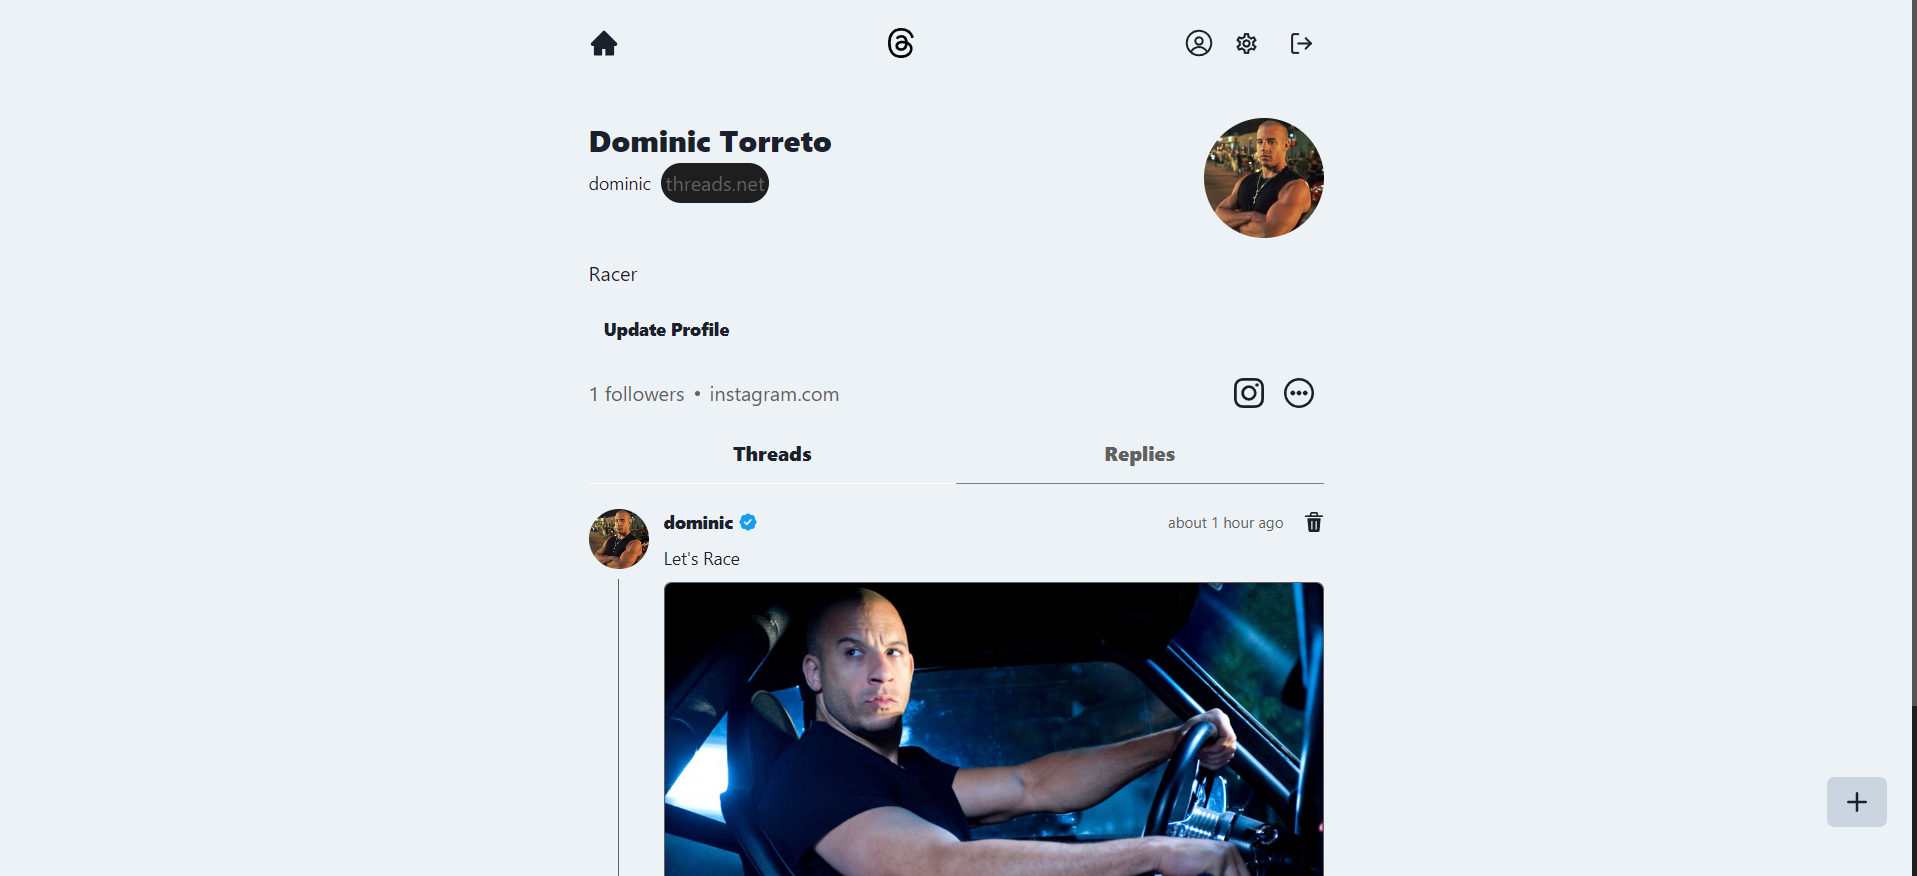 Dominic Torreto
dominic threads.net
Racer
Update Profile
1 followers • instagram.com
Threads Replies
dominic about 1 hour ago
Let's Race